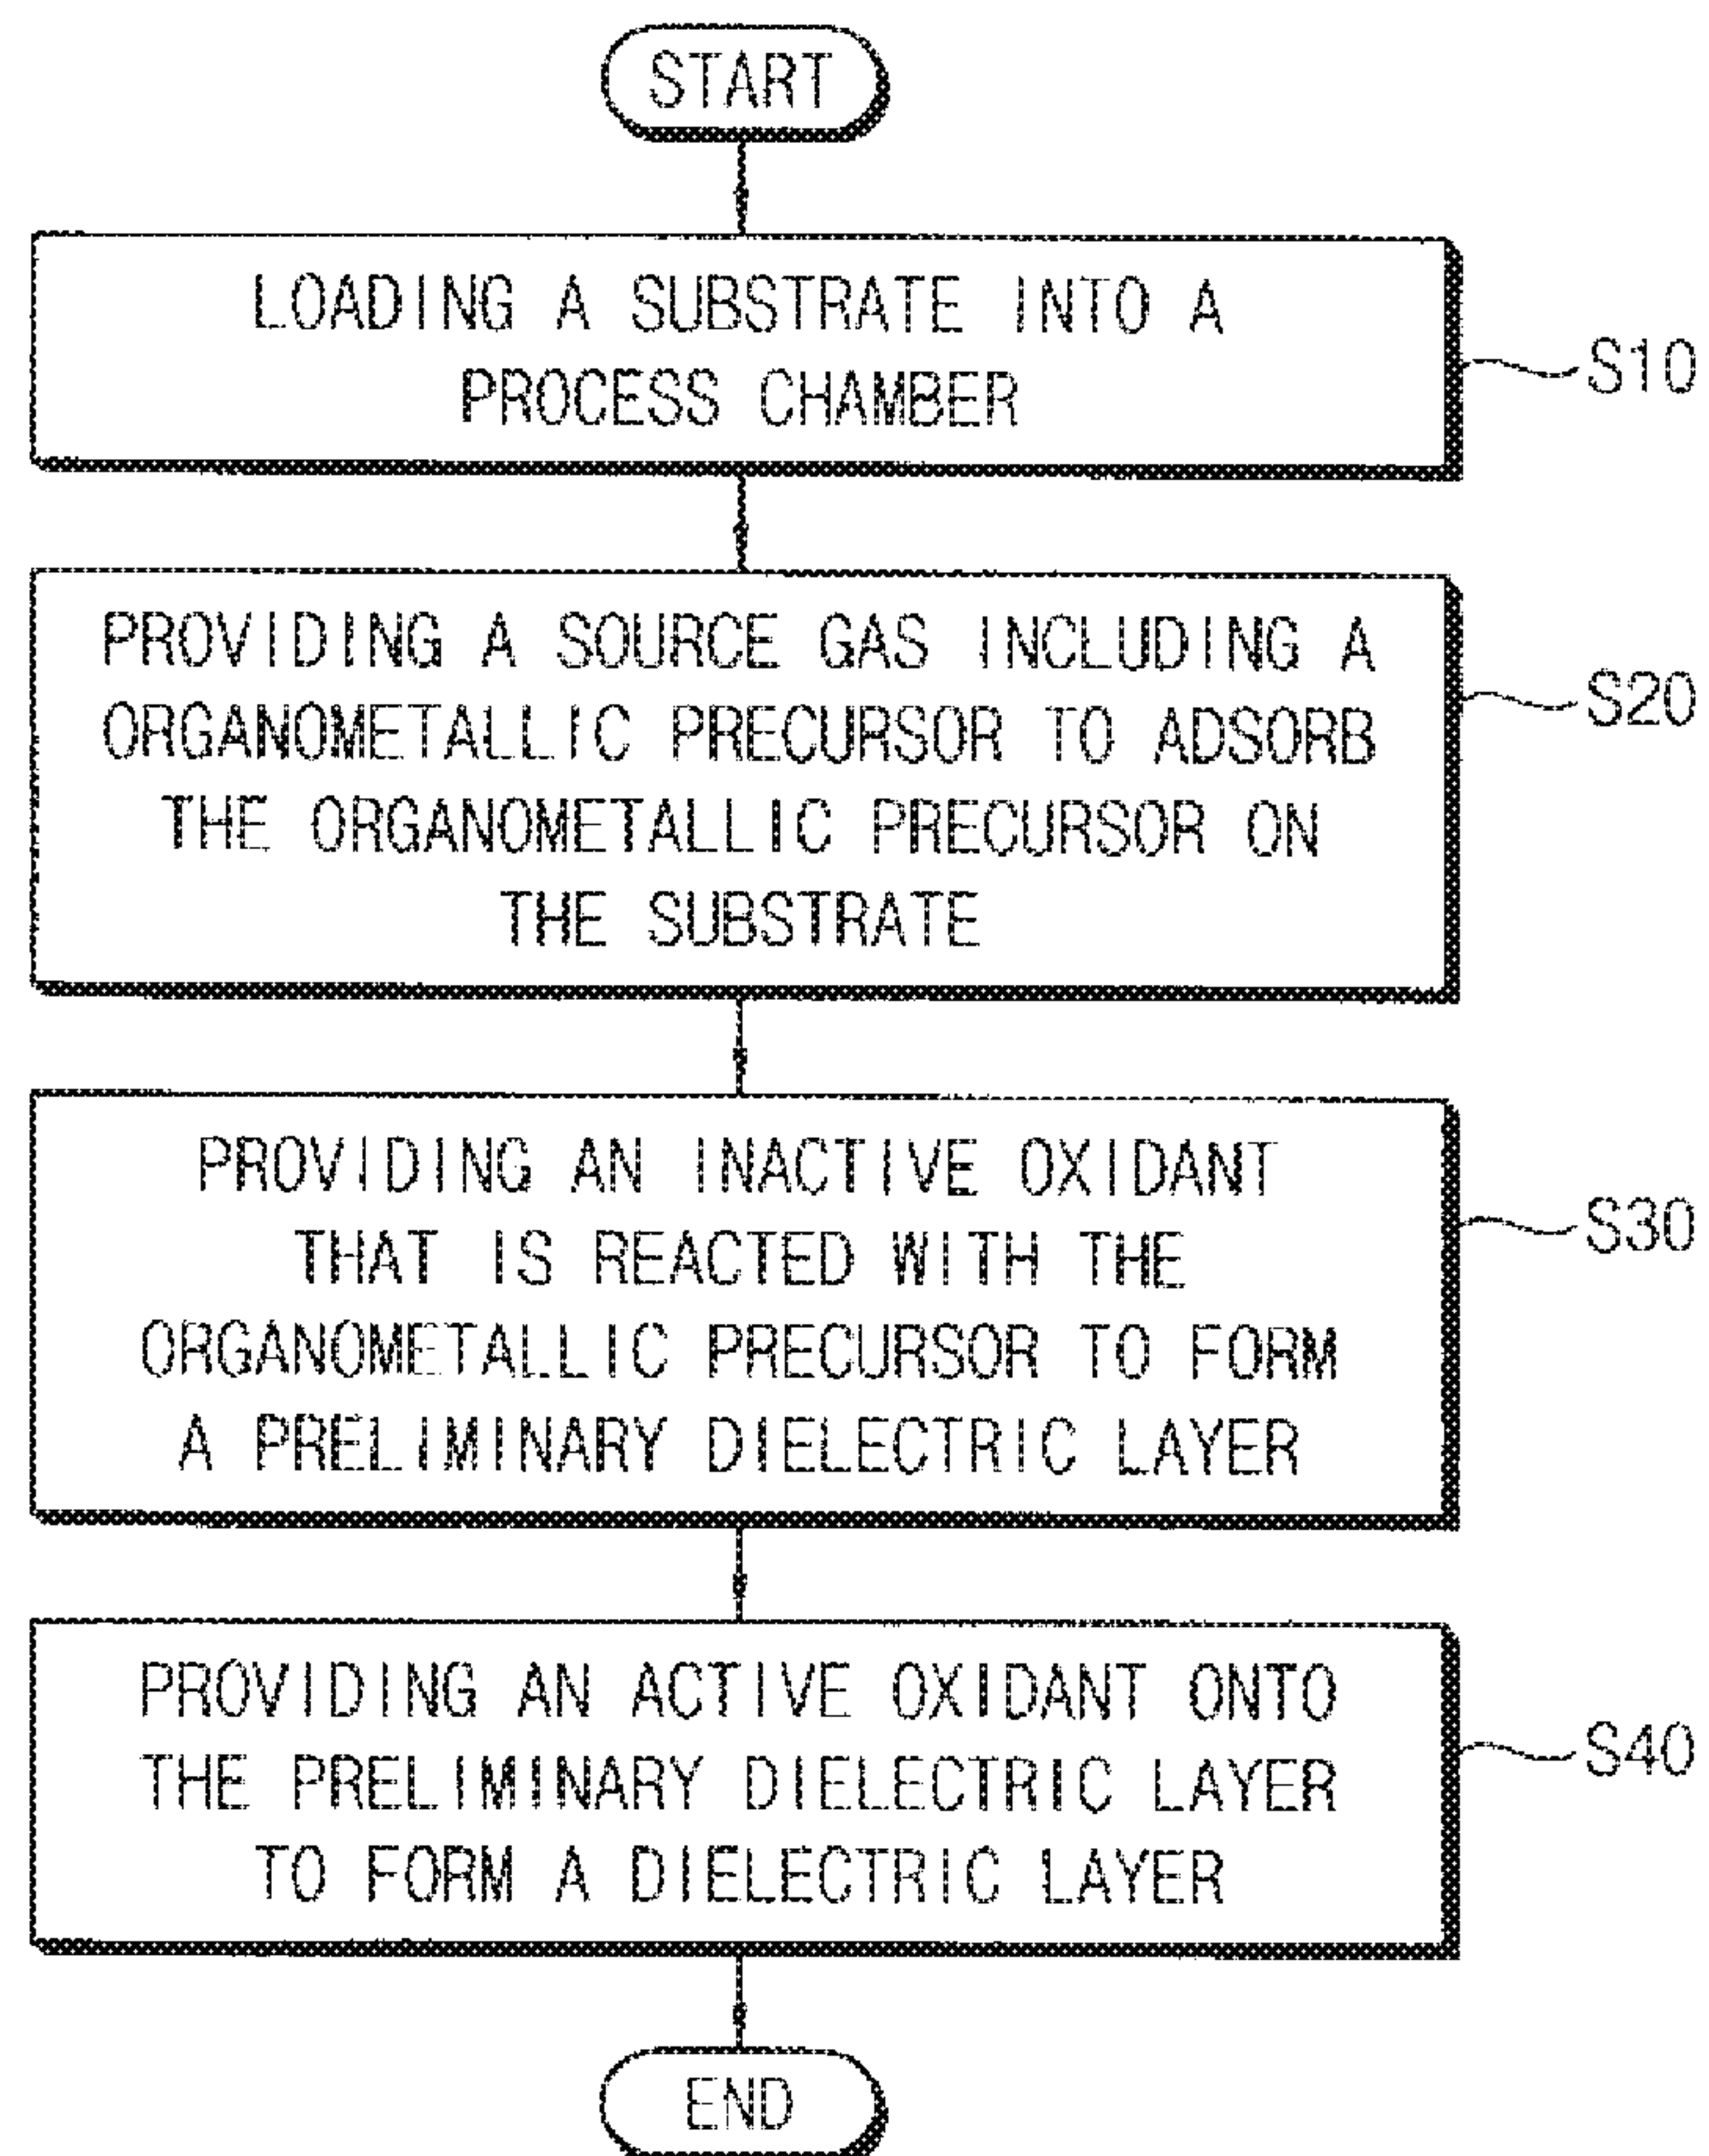 START
LOADING A SUBSTRATE INTO A
PROCESS CHAMBER
S10
PROVIDING A SOURCE GAS INCLUDING A
ORGANOMETALLIC PRECURSOR TO ADSORB
THE ORGANOMETALLIC PRECURSOR ON
THE SUBSTRATE
S20
PROVIDING AN INACTIVE OXIDANT
THAT IS REACTED WITH THE
ORGANOMETALLIC PRECURSOR TO FORM
A PRELIMINARY DIELECTRIC LAYER
S30
PROVIDING AN ACTIVE OXIDANT ONTO
THE PRELIMINARY DIELECTRIC LAYER
TO FORM A DIELECTRIC LAYER
S40
END